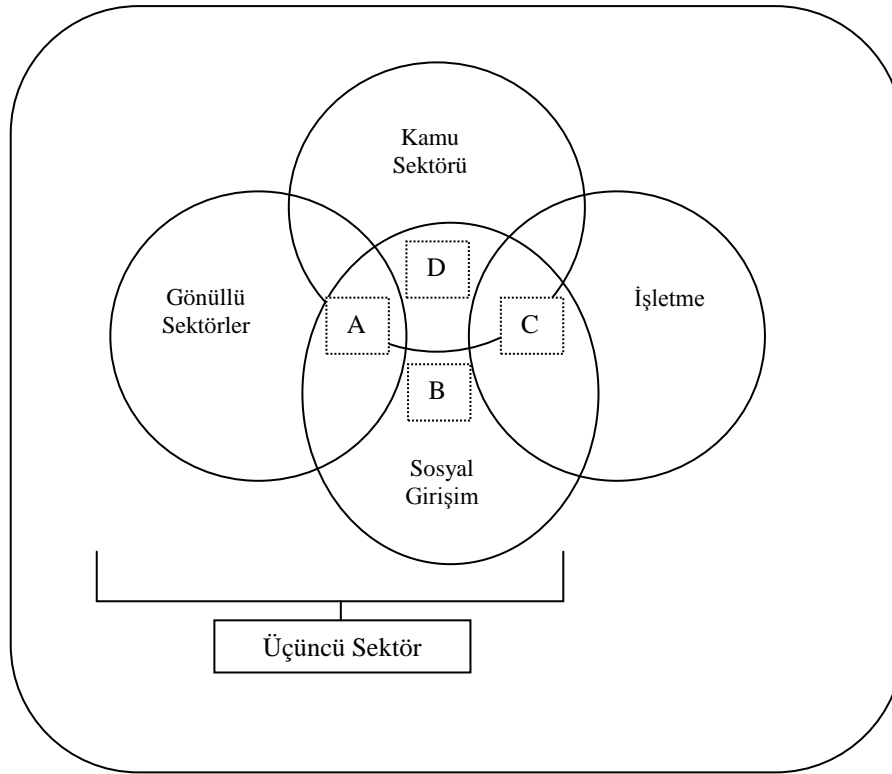 Kamu
Sektörü
D
Gönüllü
Sektörler
A
C
İşletme
B
Sosyal
Girişim
Üçüncü Sektör